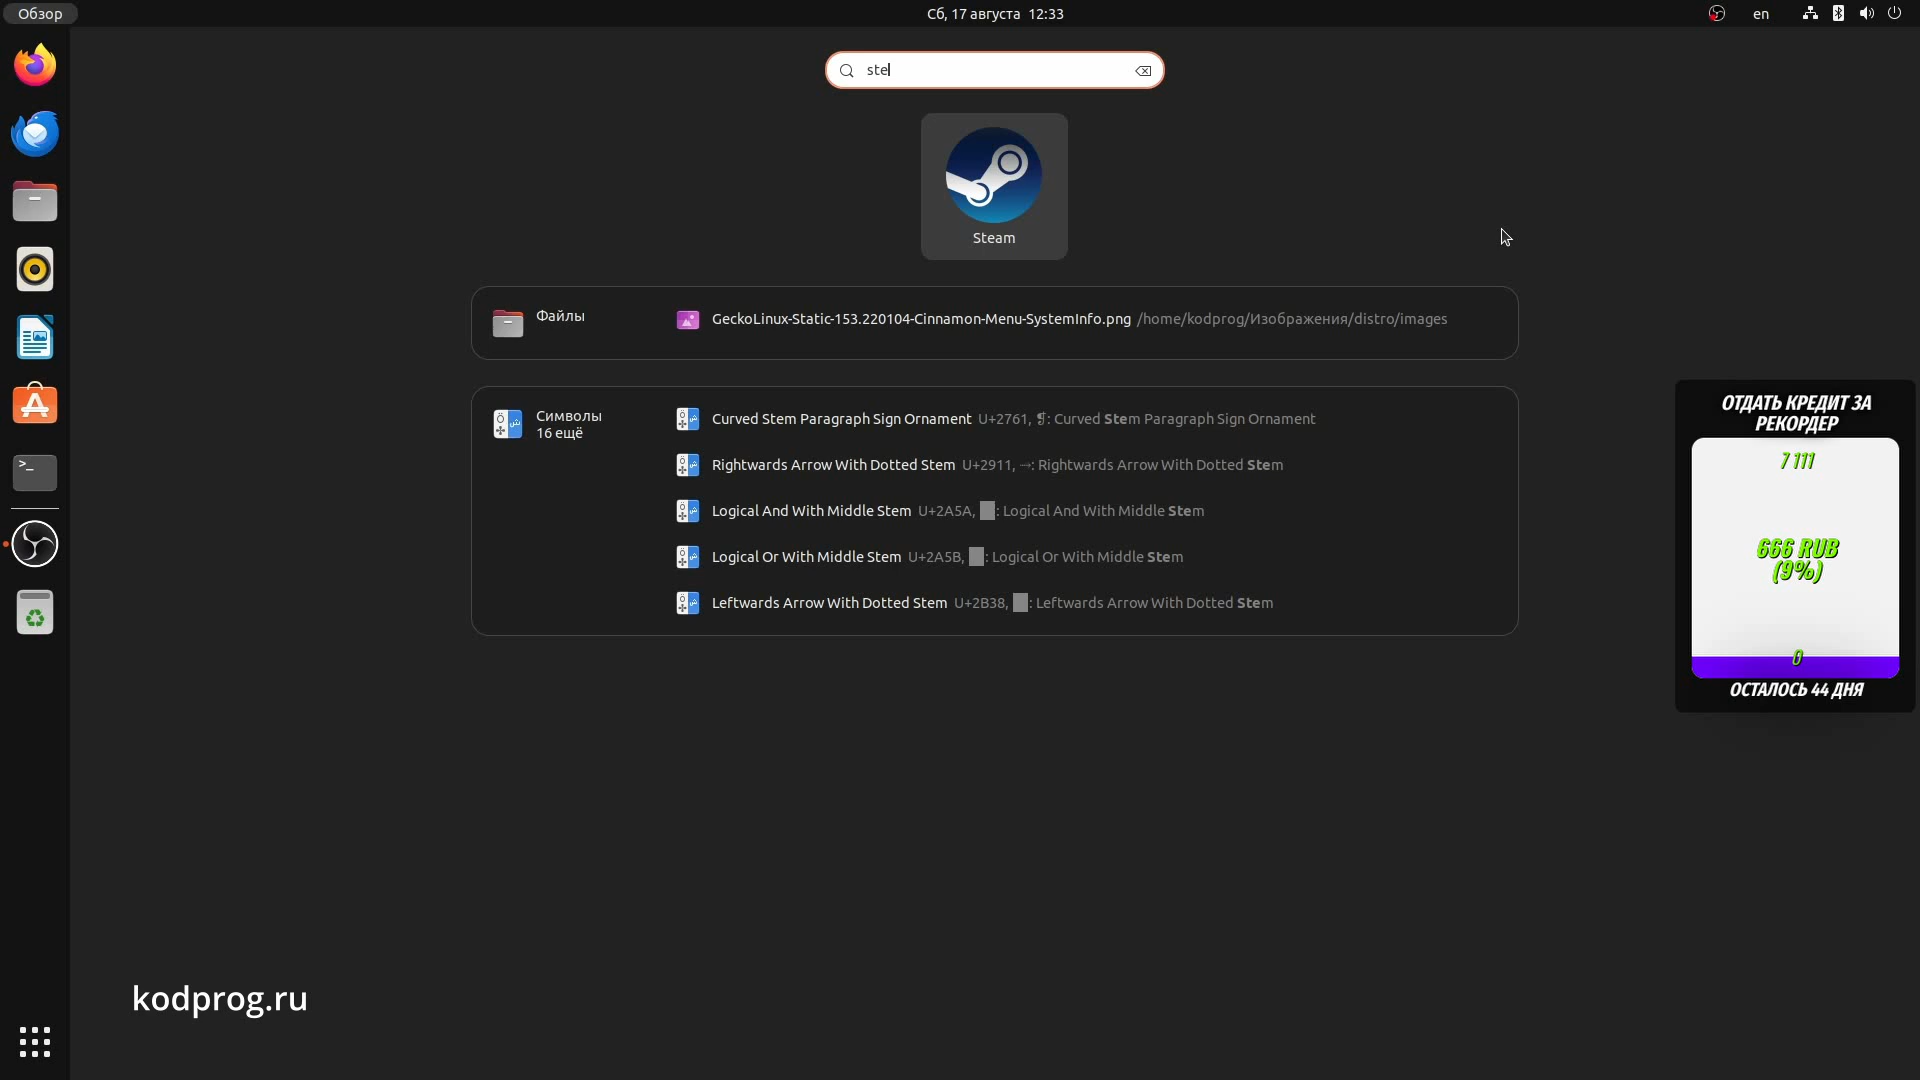 Обзор
Сб, 17 августа 12:33
en
ste
Steam
Файлы
GeckoLinux-Static-153.220104-Cinnamon-Menu-SystemInfo.png /home/kodprog/Изображения/distro/images
Символы
16 ещё
Curved Stem Paragraph Sign Ornament U+2761, ❡: Curved Stem Paragraph Sign Ornament
Rightwards Arrow With Dotted Stem U+2911, ⤑: Rightwards Arrow With Dotted Stem
Logical And With Middle Stem U+2A5A, : Logical And With Middle Stem
Logical Or With Middle Stem U+2A5B, : Logical Or With Middle Stem
Leftwards Arrow With Dotted Stem U+2B38, : Leftwards Arrow With Dotted Stem
ОТДАТЬ КРЕДИТ ЗА
РЕКОРДЕР
7 111
666 RUB
(9%)
0
ОСТАЛОСЬ 44 ДНЯ
kodprog.ru